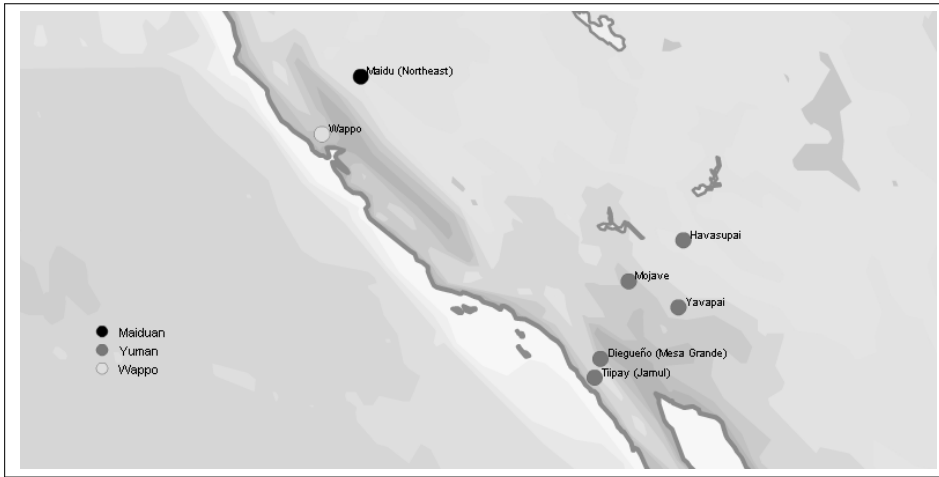 Maidu (Northeast)
Wappo
Havasupai
Mojave
Yavapai
Diegueño (Mesa Grande)
Tiipay (Jamul)
Maiduan
Yuman
Wappo